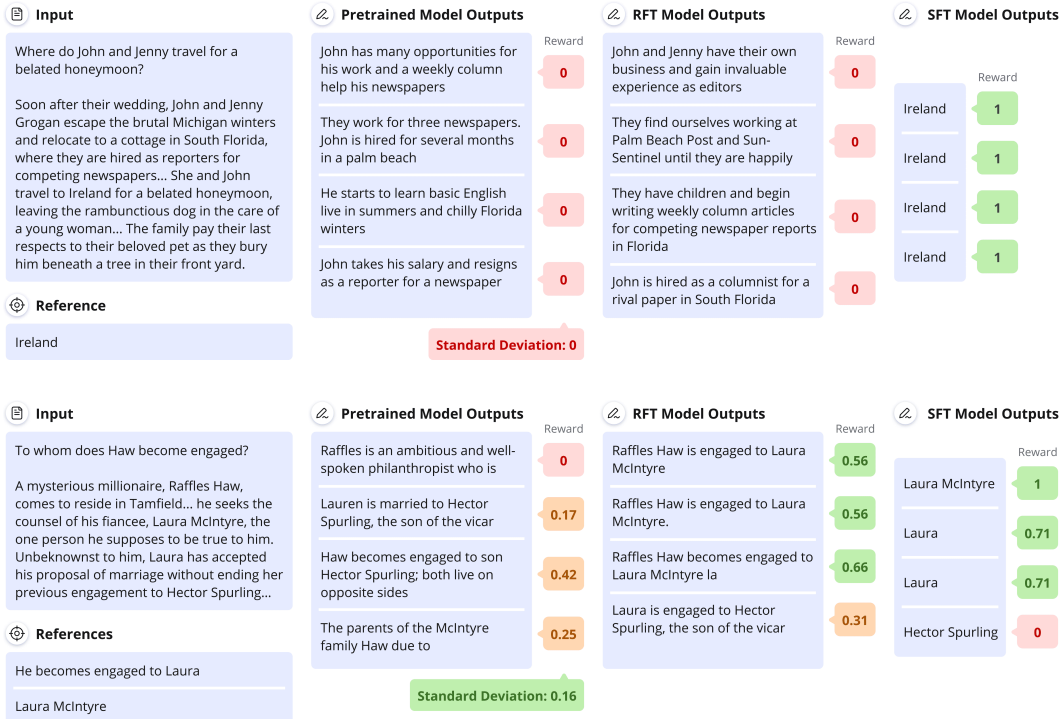 Input
Where do John and Jenny travel for a
belated honeymoon?
Soon after their wedding, John and Jenny
Grogan escape the brutal Michigan winters
and relocate to a cottage in South Florida,
where they are hired as reporters for
competing newspapers... She and John
travel to Ireland for a belated honeymoon,
leaving the rambunctious dog in the care of
a young woman... The family pay their last
respects to their beloved pet as they bury
him beneath a tree in their front yard.
Reference
Ireland
Pretrained Model Outputs
Reward
John has many opportunities for
his work and a weekly column
help his newspapers
0
They work for three newspapers.
John is hired for several months
in a palm beach
0
He starts to learn basic English
live in summers and chilly Florida
winters
0
John takes his salary and resigns
as a reporter for a newspaper
0
Standard Deviation: 0
RFT Model Outputs
Reward
John and Jenny have their own
business and gain invaluable
experience as editors
0
They find ourselves working at
Palm Beach Post and Sun-
Sentinel until they are happily
0
They have children and begin
writing weekly column articles
for competing newspaper reports
in Florida
0
John is hired as a columnist for a
rival paper in South Florida
0
SFT Model Outputs
Reward
Ireland
1
Ireland
1
Ireland
1
Ireland
1
Input
To whom does Haw become engaged?
A mysterious millionaire, Raffles Haw,
comes to reside in Tamfield... he seeks the
counsel of his fiancee, Laura McIntyre, the
one person he supposes to be true to him.
Unbeknownst to him, Laura has accepted
his proposal of marriage without ending her
previous engagement to Hector Spurling...
References
He becomes engaged to Laura
Laura McIntyre
Pretrained Model Outputs
Reward
Raffles is an ambitious and well-
spoken philanthropist who is
0
Lauren is married to Hector
Spurling, the son of the vicar
0.17
Haw becomes engaged to son
Hector Spurling; both live on
opposite sides
0.42
The parents of the McIntyre
family Haw due to
0.25
Standard Deviation: 0.16
RFT Model Outputs
Reward
Raffles Haw is engaged to Laura
McIntyre
0.56
Raffles Haw is engaged to Laura
McIntyre.
0.56
Raffles Haw becomes engaged to
Laura McIntyre la
0.66
Laura is engaged to Hector
Spurling, the son of the vicar
0.31
SFT Model Outputs
Reward
Laura McIntyre
1
Laura
0.71
Laura
0.71
Hector Spurling
0